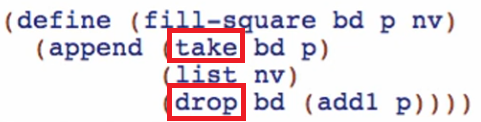 (define (fill-square bd p nv)
(append (take bd p)
(list nv)
(drop bd (add1 p))))